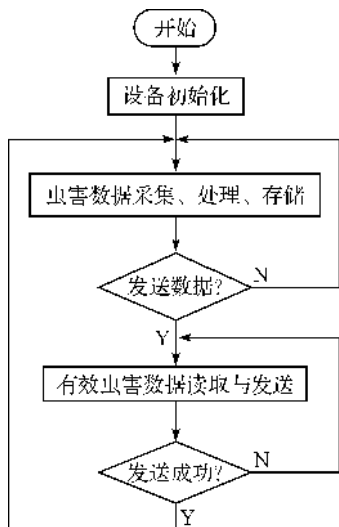 开始
设备初始化
虫害数据采集、处理、存储
发送数据?
N
Y
有效虫害数据读取与发送
发送成功?
N
Y